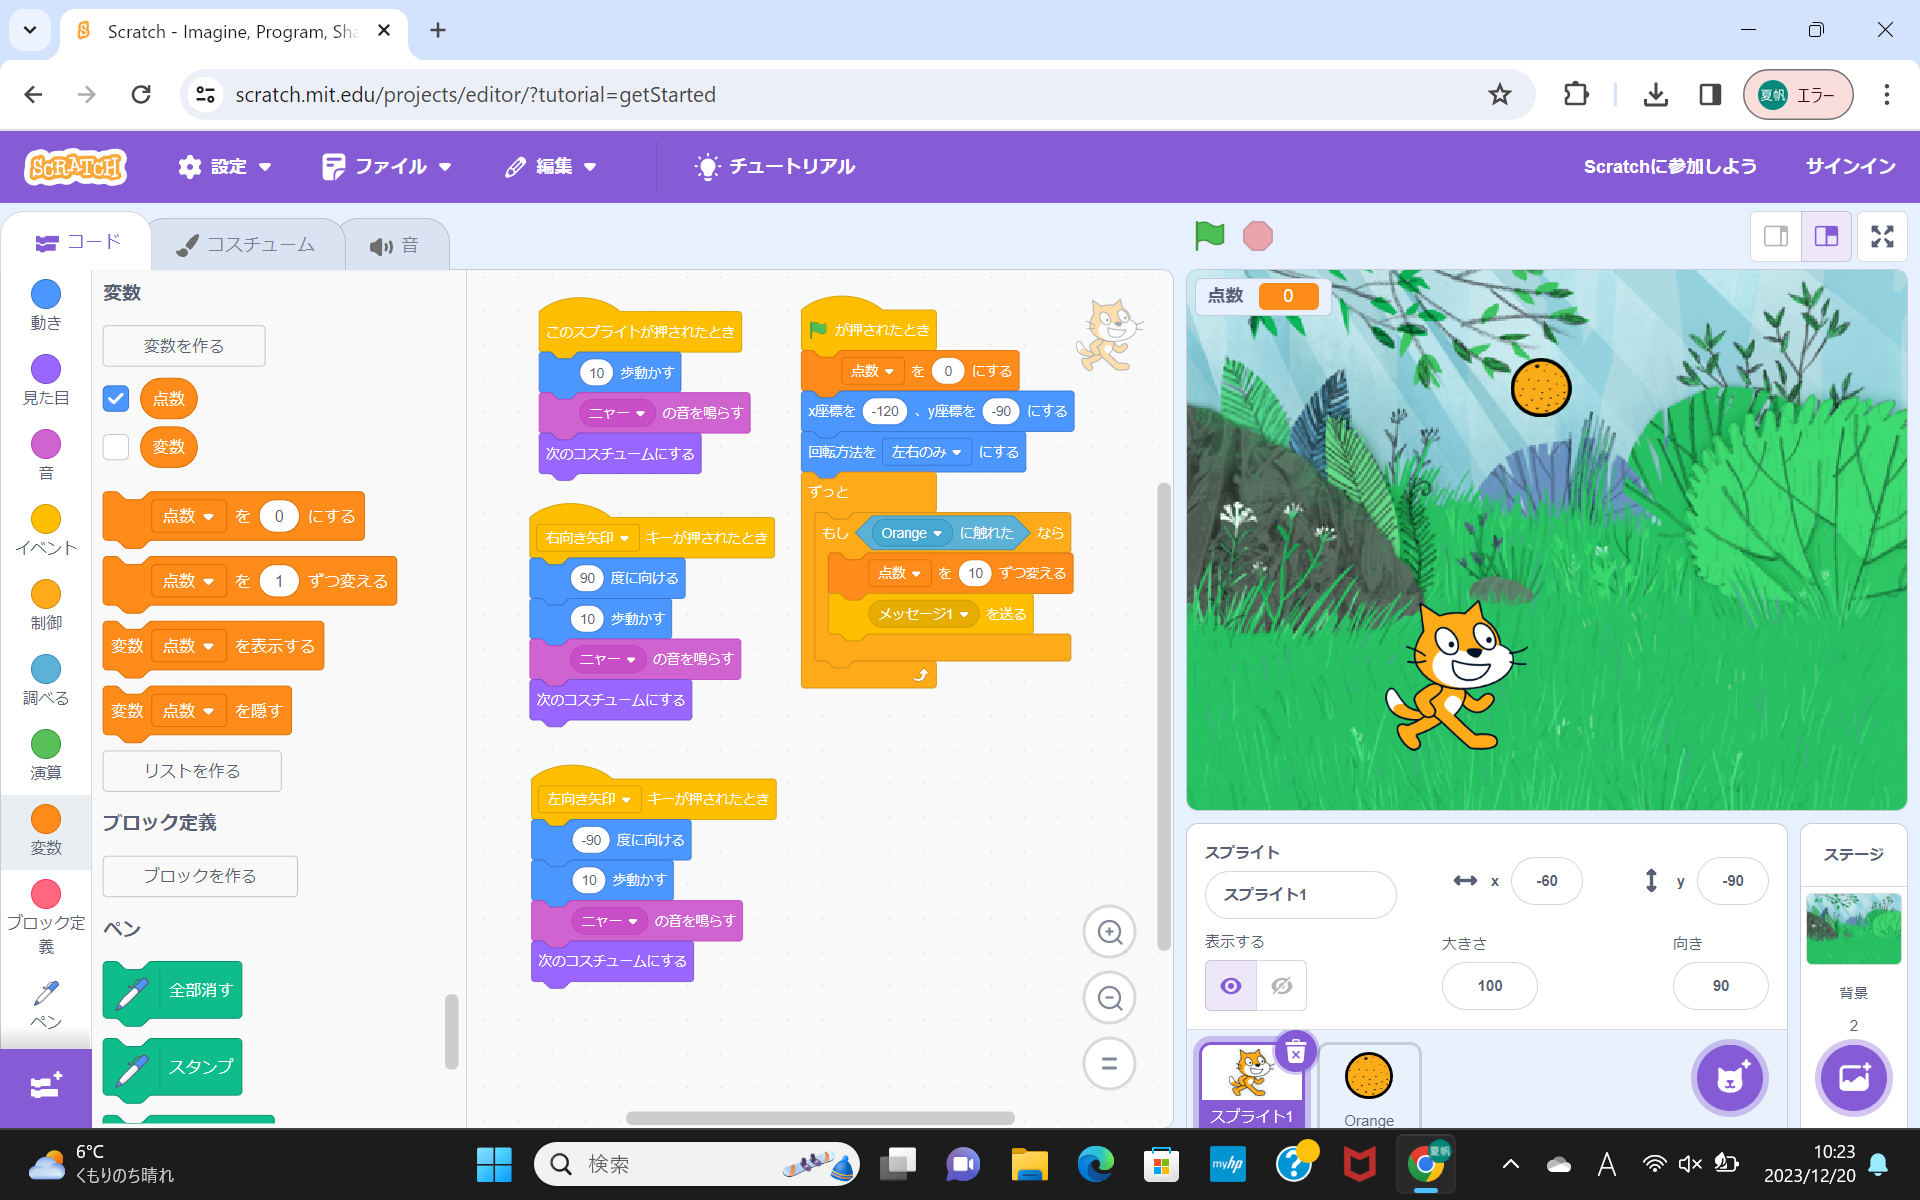 Scratch - Imagine, Program, Sha
scratch.mit.edu/projects/editor/?tutorial=getStarted
夏帆 エラー
SCRATCH 設定 ファイル 編集 チュートリアル Scratchに参加しよう サインイン
コード コスチューム 音
動き
見た目
音
イベント
制御
調べる
演算
変数
ブロック定
義
ペン
変数
変数を作る
点数
変数
点数 を 0 にする
点数 を 1 ずつ変える
変数 点数 を表示する
変数 点数 を隠す
リストを作る
ブロック定義
ブロックを作る
ペン
全部消す
スタンプ
このスプライトが押されたとき
10 歩動かす
ニャー の音を鳴らす
次のコスチュームにする
右向き矢印 キーが押されたとき
90 度に向ける
10 歩動かす
ニャー の音を鳴らす
次のコスチュームにする
左向き矢印 キーが押されたとき
-90 度に向ける
10 歩動かす
ニャー の音を鳴らす
次のコスチュームにする
が押されたとき
点数 を 0 にする
x座標を -120 、y座標を -90 にする
回転方法を 左右のみ にする
ずっと
もし Orange に触れた なら
点数 を 10 ずつ変える
メッセージ1 を送る
点数 0
スプライト
スプライト1 x -60 y -90
表示する 大きさ 向き
100 90
スプライト1
Orange
ステージ
背景
2
6°C
くもりのち晴れ
検索
myhp
夏帆
A
10:23
2023/12/20